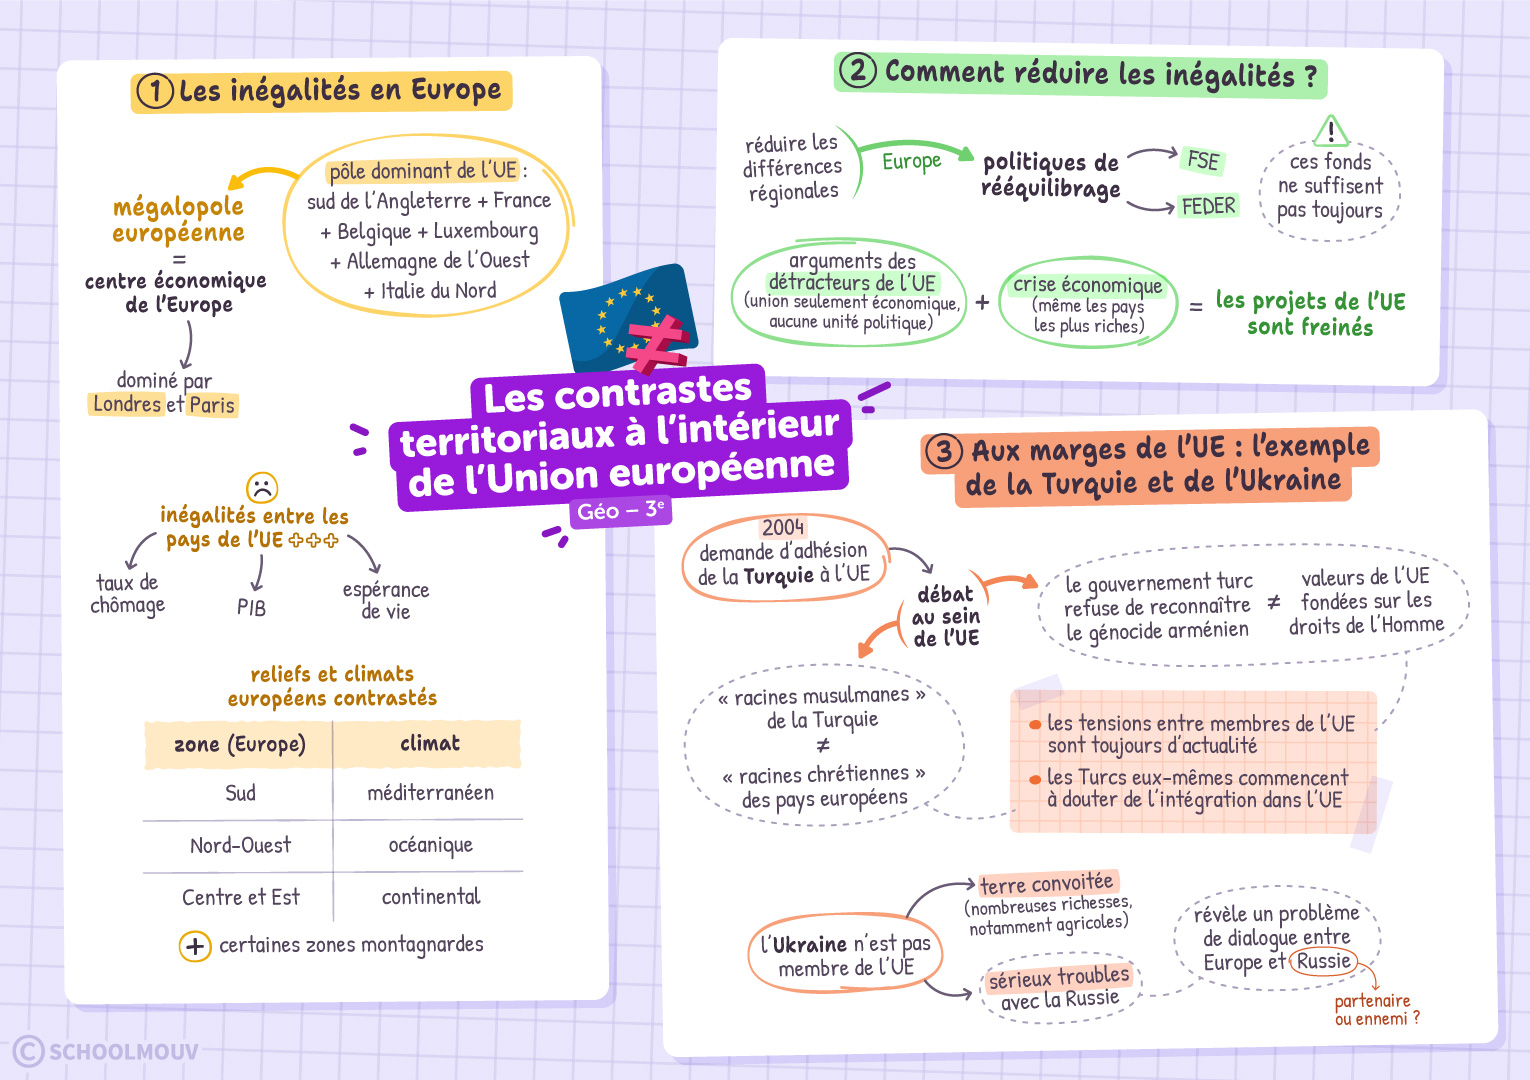 Les contrastes
territoriaux à l'intérieur
de l'Union européenne
Géo – 3e
1 Les inégalités en Europe
pôle dominant de l'UE :
sud de l'Angleterre + France
+ Belgique + Luxembourg
+ Allemagne de l'Ouest
+ Italie du Nord
mégalopole
européenne
=
centre économique
de l'Europe
dominé par
Londres et Paris
inégalités entre les
pays de l'UE +++
taux de
chômage
PIB
espérance
de vie
reliefs et climats
européens contrastés
zone (Europe) climat
Sud méditerranéen
Nord-Ouest océanique
Centre et Est continental
+ certaines zones montagnardes
2 Comment réduire les inégalités ?
réduire les
différences
régionales
Europe
politiques de
rééquilibrage
FSE
FEDER
!
ces fonds
ne suffisent
pas toujours
arguments des
détracteurs de l'UE
(union seulement économique,
aucune unité politique)
+
crise économique
(même les pays
les plus riches)
=
les projets de l'UE
sont freinés
3 Aux marges de l'UE : l'exemple
de la Turquie et de l'Ukraine
2004
demande d'adhésion
de la Turquie à l'UE
débat
au sein
de l'UE
le gouvernement turc
refuse de reconnaître
le génocide arménien
≠
valeurs de l'UE
fondées sur les
droits de l'Homme
« racines musulmanes »
de la Turquie
≠
« racines chrétiennes »
des pays européens
les tensions entre membres de l'UE
sont toujours d'actualité
les Turcs eux-mêmes commencent
à douter de l'intégration dans l'UE
l'Ukraine n'est pas
membre de l'UE
terre convoitée
(nombreuses richesses,
notamment agricoles)
sérieux troubles
avec la Russie
révèle un problème
de dialogue entre
Europe et Russie
partenaire
ou ennemi ?
© SCHOOLMOUV